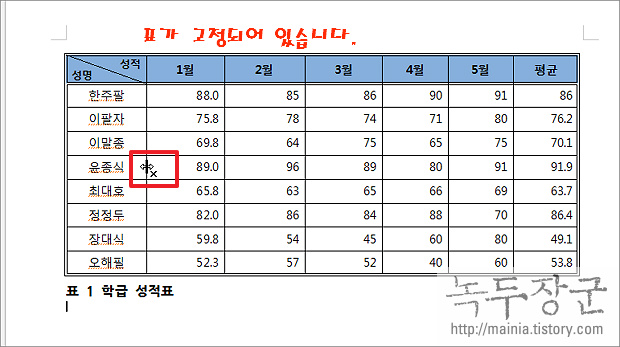 표가 고정되어 있습니다.
성적 성명 1월 2월 3월 4월 5월 평균
한주팔 88.0 85 86 90 91 86
이팔자 75.8 78 74 71 80 76.2
이말종 69.8 64 75 65 75 70.1
윤종식 89.0 96 89 80 91 91.9
최대호 65.8 63 65 66 69 63.7
정정두 82.0 86 84 88 70 86.4
장대식 59.8 54 45 60 80 49.1
오해필 52.3 57 52 40 60 53.8
표 1 학급 성적표
녹두장군
http://mainia.tistory.com